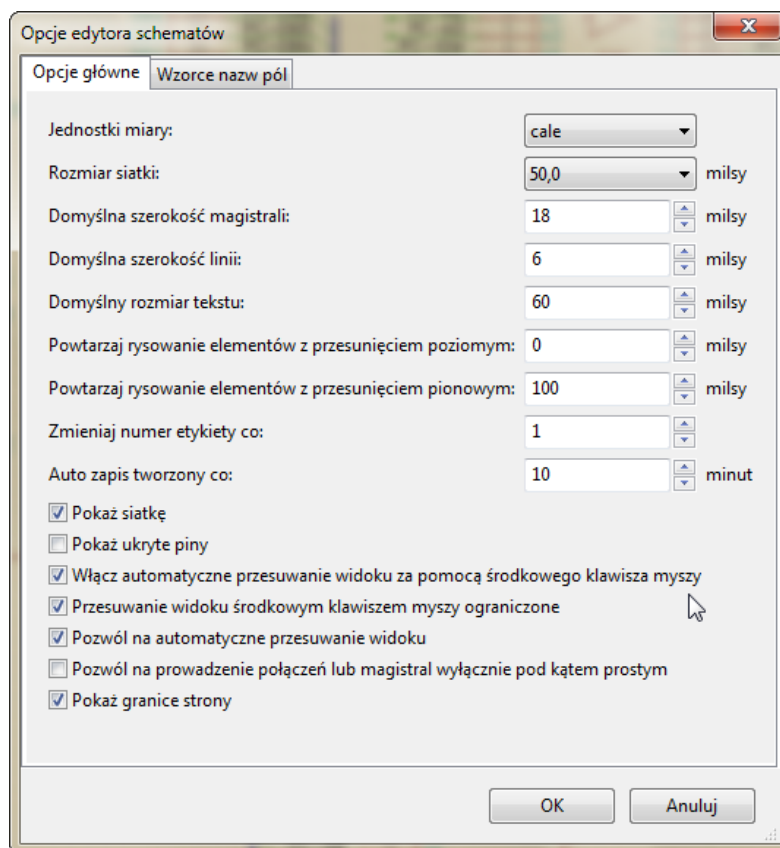 Opcje edytora schematów
Opcje główne Wzorce nazw pól
Jednostki miary: cale
Rozmiar siatki: 50,0 milsy
Domyślna szerokość magistrali: 18 milsy
Domyślna szerokość linii: 6 milsy
Domyślny rozmiar tekstu: 60 milsy
Powtarzaj rysowanie elementów z przesunięciem poziomym: 0 milsy
Powtarzaj rysowanie elementów z przesunięciem pionowym: 100 milsy
Zmieniaj numer etykiety co: 1
Auto zapis tworzony co: 10 minut
Pokaż siatkę
Pokaż ukryte piny
Włącz automatyczne przesuwanie widoku za pomocą środkowego klawisza myszy
Przesuwanie widoku środkowym klawiszem myszy ograniczone
Pozwól na automatyczne przesuwanie widoku
Pozwól na prowadzenie połączeń lub magistral wyłącznie pod kątem prostym
Pokaż granice strony
OK Anuluj